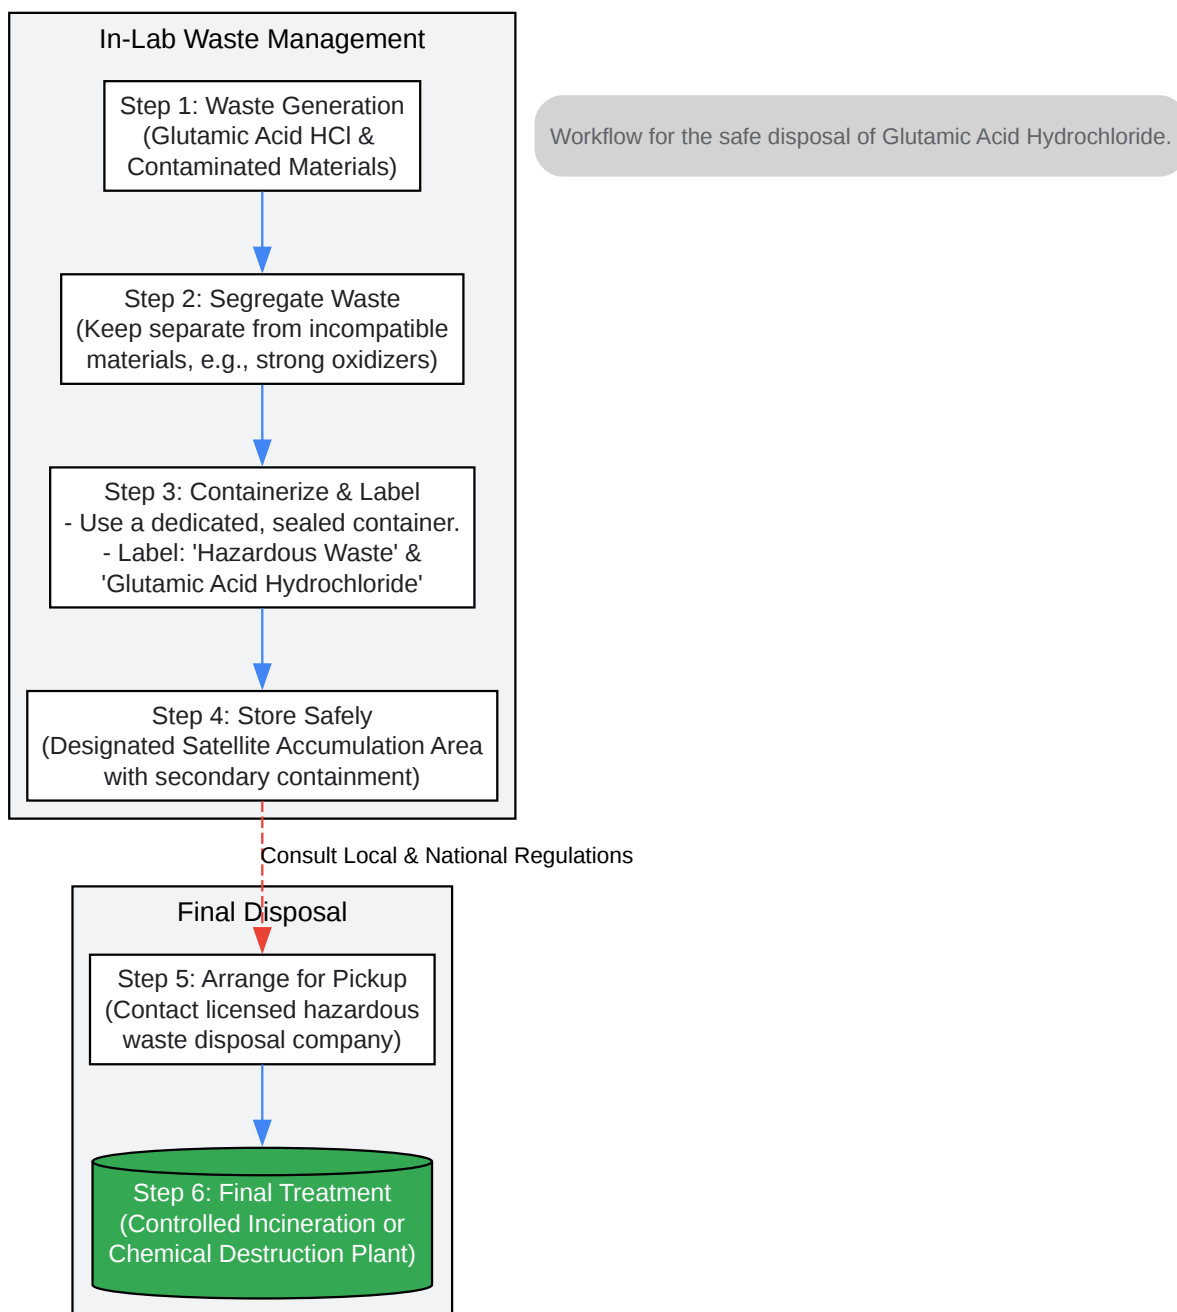 In-Lab Waste Management
Step 1: Waste Generation
(Glutamic Acid HCl &
Contaminated Materials)
Workflow for the safe disposal of Glutamic Acid Hydrochloride.
Step 2: Segregate Waste
(Keep separate from incompatible
materials, e.g., strong oxidizers)
Step 3: Containerize & Label
- Use a dedicated, sealed container.
- Label: 'Hazardous Waste' &
'Glutamic Acid Hydrochloride'
Step 4: Store Safely
(Designated Satellite Accumulation Area
with secondary containment)
Consult Local & National Regulations
Final Disposal
Step 5: Arrange for Pickup
(Contact licensed hazardous
waste disposal company)
Step 6: Final Treatment
(Controlled Incineration or
Chemical Destruction Plant)